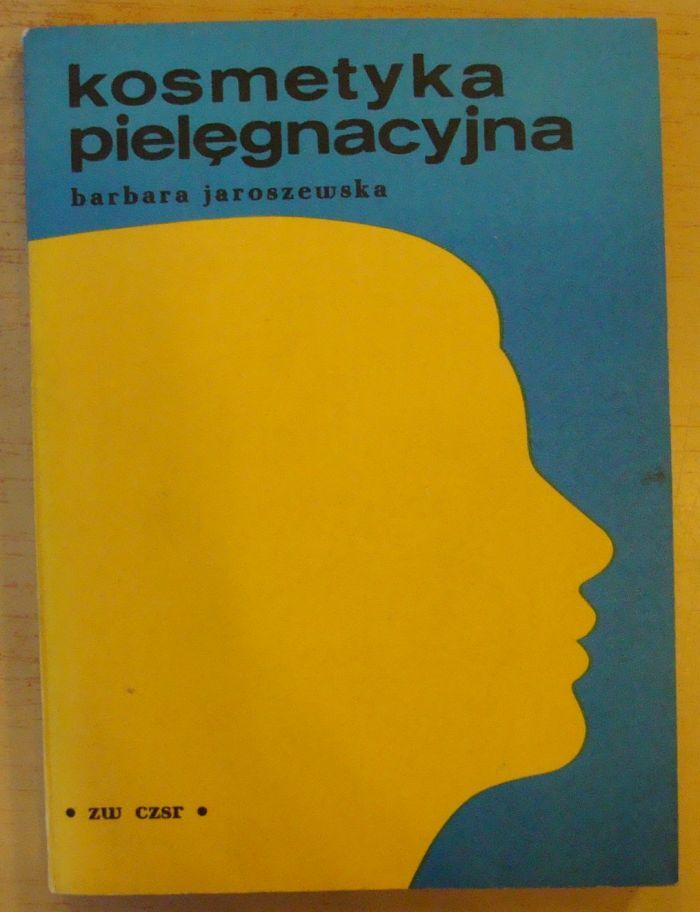 kosmetyka
pielęgnacyjna
barbara jaroszewska
• zw czsr •